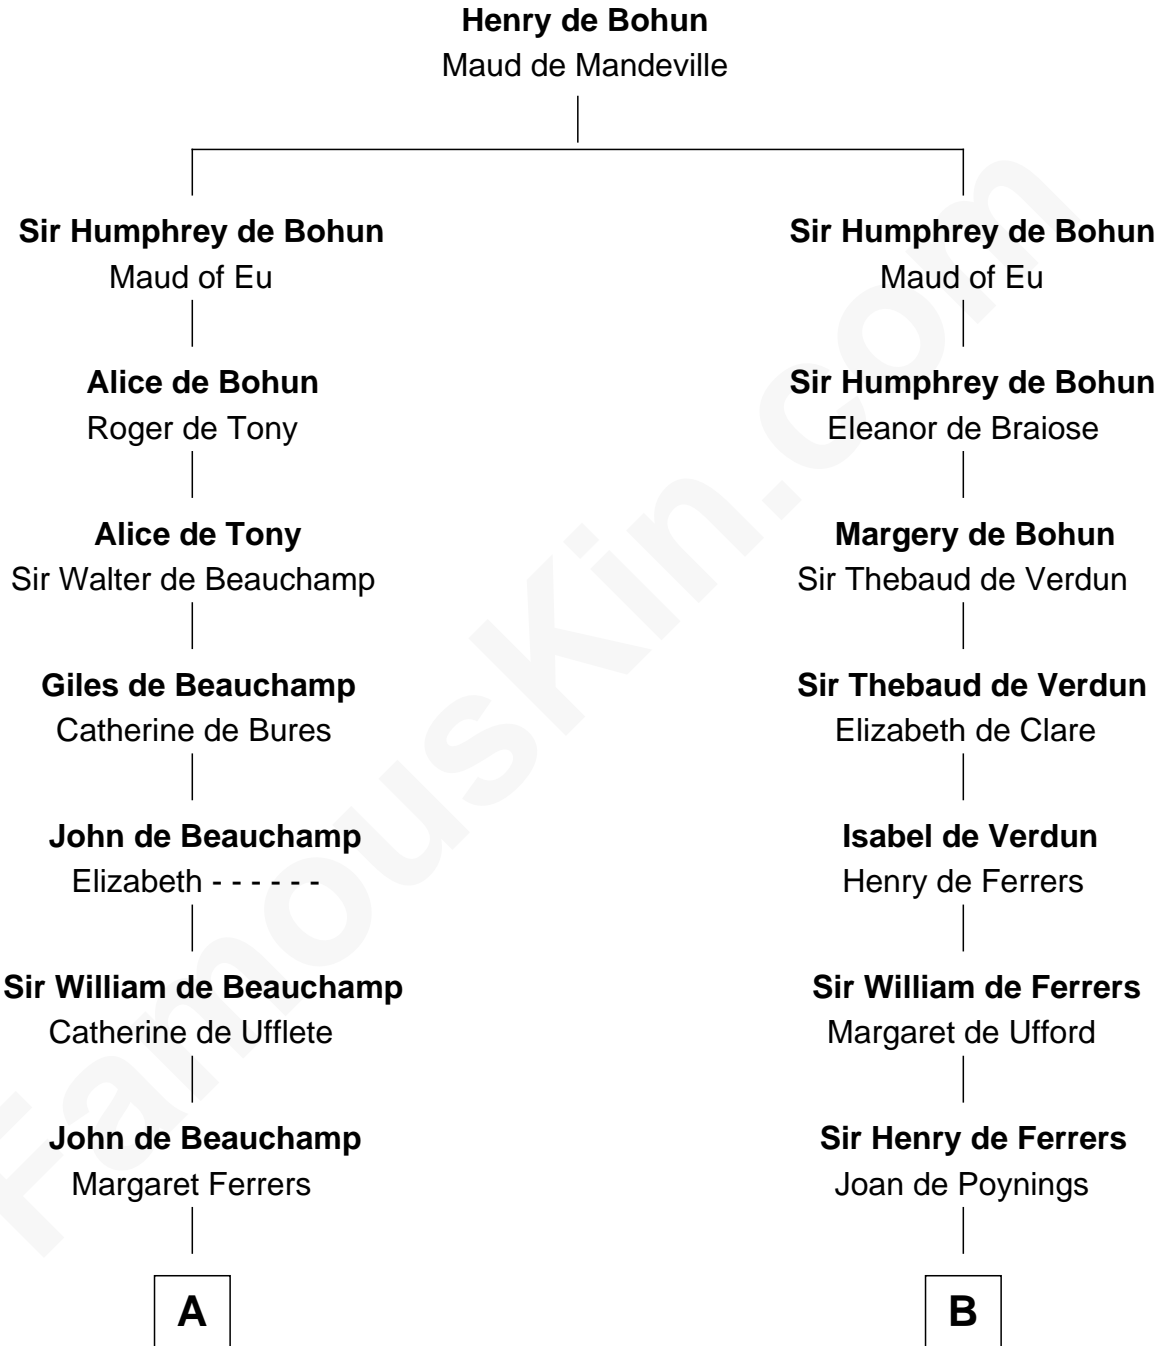 Henry de Bohun
Maud de Mandeville
Sir Humphrey de Bohun
Maud of Eu
Alice de Bohun
Roger de Tony
Alice de Tony
Sir Walter de Beauchamp
Giles de Beauchamp
Catherine de Bures
John de Beauchamp
Elizabeth - - - - - -
Sir William de Beauchamp
Catherine de Ufflete
John de Beauchamp
Margaret Ferrers
A
Sir Humphrey de Bohun
Maud of Eu
Sir Humphrey de Bohun
Eleanor de Braiose
Margery de Bohun
Sir Thebaud de Verdun
Sir Thebaud de Verdun
Elizabeth de Clare
Isabel de Verdun
Henry de Ferrers
Sir William de Ferrers
Margaret de Ufford
Sir Henry de Ferrers
Joan de Poynings
B
FamousKin.com